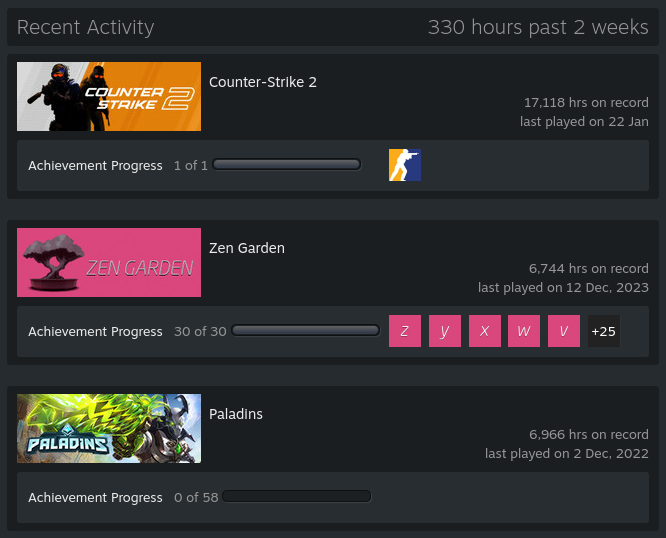 Recent Activity 330 hours past 2 weeks
COUNTER STRIKE 2
Counter-Strike 2
17,118 hrs on record
last played on 22 Jan
Achievement Progress 1 of 1
ZEN GARDEN
Zen Garden
6,744 hrs on record
last played on 12 Dec, 2023
Achievement Progress 30 of 30 z y x w v +25
PALADINS
Paladins
6,966 hrs on record
last played on 2 Dec, 2022
Achievement Progress 0 of 58